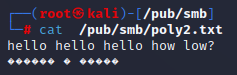 ┌──(root㉿kali)-[/pub/smb]
└─# cat  /pub/smb/poly2.txt
hello hello hello how low?
������ � �����